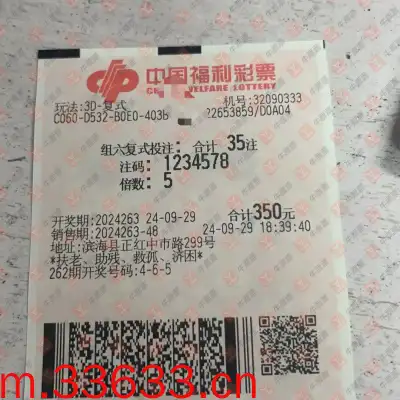 中国福利彩票
CHINA WELFARE LOTTERY
玩法:3D-复式
机号:32090333
C060-D532-B0E0-403B
22653859/D0A04
组六复式投注: 合计 35注
注码: 1234578
倍数: 5
开奖期:2024263 24-09-29 合计350元
销售期:2024263-48 24-09-29 18:39:40
地址:滨海县正红中市路299号
*扶老、助残、救孤、济困*
262期开奖号码:4-6-5
m.33633.cn